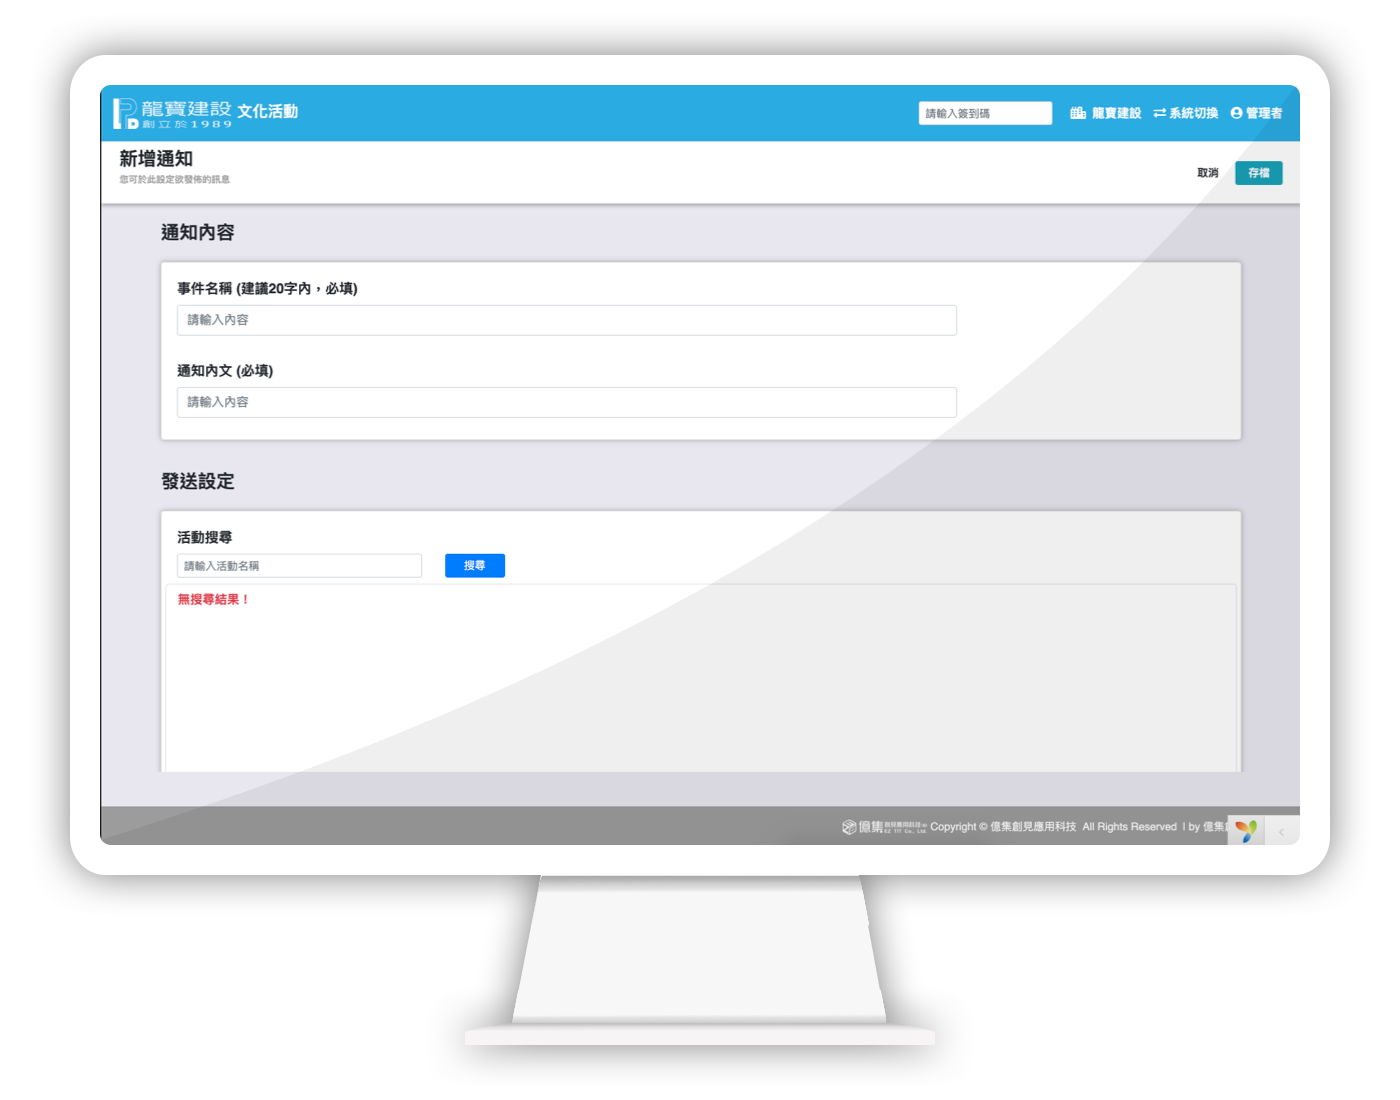 龍寶建設 文化活動
創立於1989
請輸入簽到碼
龍寶建設
系統切換
管理者
新增通知
您可於此設定欲發佈的訊息
取消
存檔
通知內容
事件名稱 (建議20字內，必填)
請輸入內容
通知內文 (必填)
請輸入內容
發送設定
活動搜尋
請輸入活動名稱
搜尋
無搜尋結果！
億集 Copyright © 億集創見應用科技 All Rights Reserved | by 億集